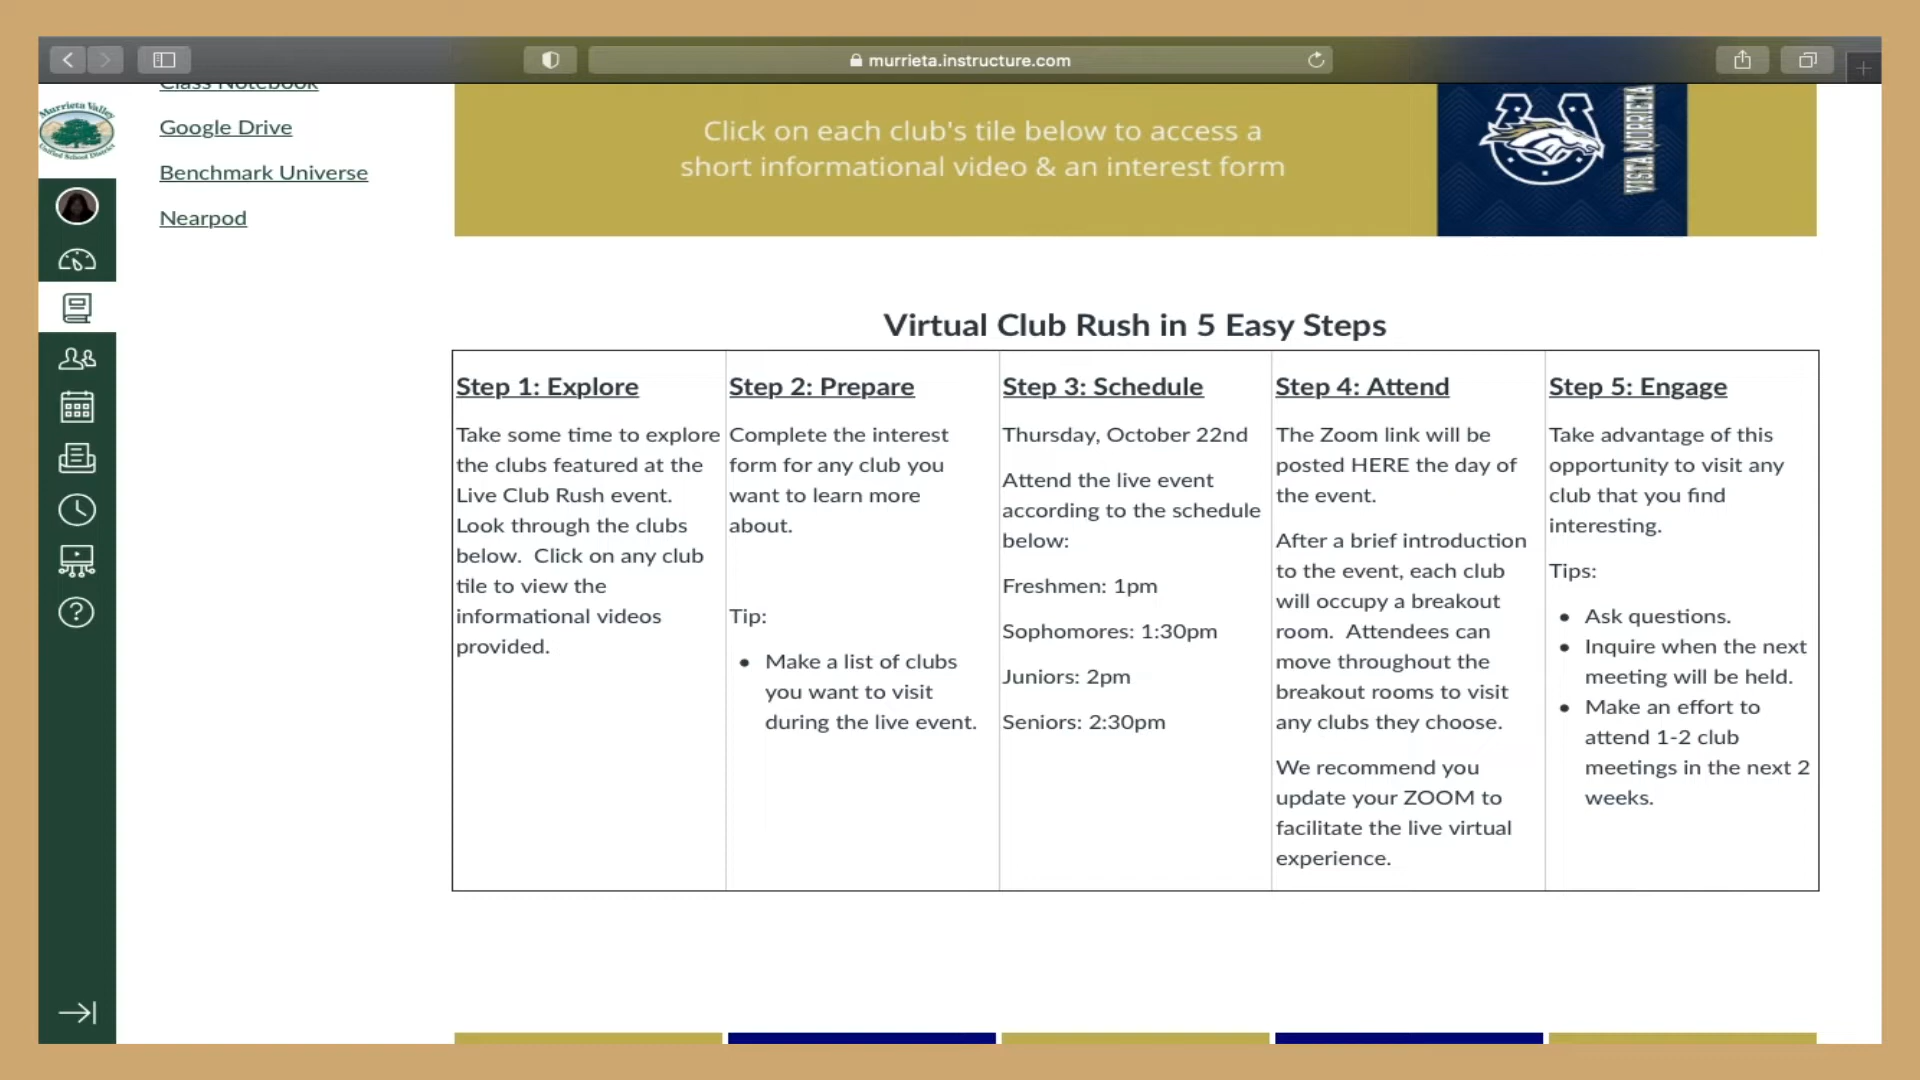 murrieta.instructure.com
Murrieta Valley
Unified School District
Class Notebook
Google Drive
Benchmark Universe
Nearpod
Click on each club's tile below to access a
short informational video & an interest form
VISTA MURRIETA
Virtual Club Rush in 5 Easy Steps
Step 1: Explore
Take some time to explore
the clubs featured at the
Live Club Rush event.
Look through the clubs
below. Click on any club
tile to view the
informational videos
provided.
Step 2: Prepare
Complete the interest
form for any club you
want to learn more
about.
Tip:
• Make a list of clubs
you want to visit
during the live event.
Step 3: Schedule
Thursday, October 22nd
Attend the live event
according to the schedule
below:
Freshmen: 1pm
Sophomores: 1:30pm
Juniors: 2pm
Seniors: 2:30pm
Step 4: Attend
The Zoom link will be
posted HERE the day of
the event.
After a brief introduction
to the event, each club
will occupy a breakout
room. Attendees can
move throughout the
breakout rooms to visit
any clubs they choose.
We recommend you
update your ZOOM to
facilitate the live virtual
experience.
Step 5: Engage
Take advantage of this
opportunity to visit any
club that you find
interesting.
Tips:
• Ask questions.
• Inquire when the next
meeting will be held.
• Make an effort to
attend 1-2 club
meetings in the next 2
weeks.